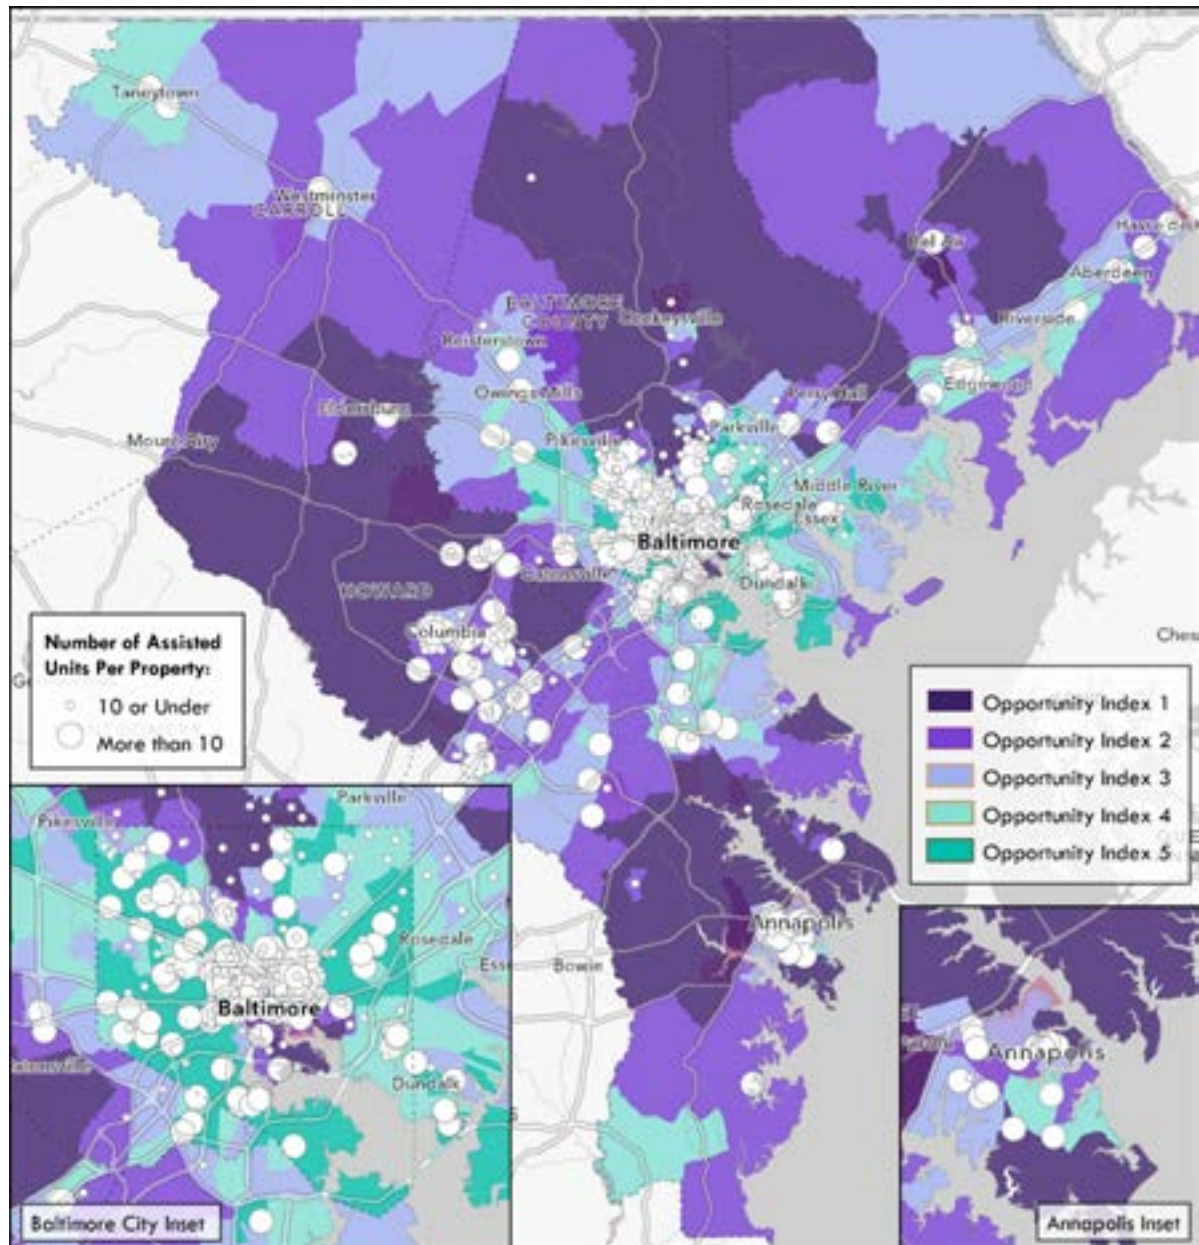 Taneytown
Westminster
CARROLL
Bel Air
Aberdeen
Riverside
BALTIMORE
COUNTY
Cockeysville
Reisterstown
Owings Mills
Edgewood
Perry Hall
Eldersburg
Mount Airy
Pikesville
Parkville
Middle River
Rosedale
Essex
Baltimore
Catonsville
Dundalk
HOWARD
Columbia
Number of Assisted
Units Per Property:
10 or Under
More than 10
Ches
Opportunity Index 1
Opportunity Index 2
Opportunity Index 3
Opportunity Index 4
Opportunity Index 5
Annapolis
Bowie
Parkville
Pikesville
Rosedale
Esse
Baltimore
Dundalk
Baltimore City Inset
Annapolis
Annapolis Inset